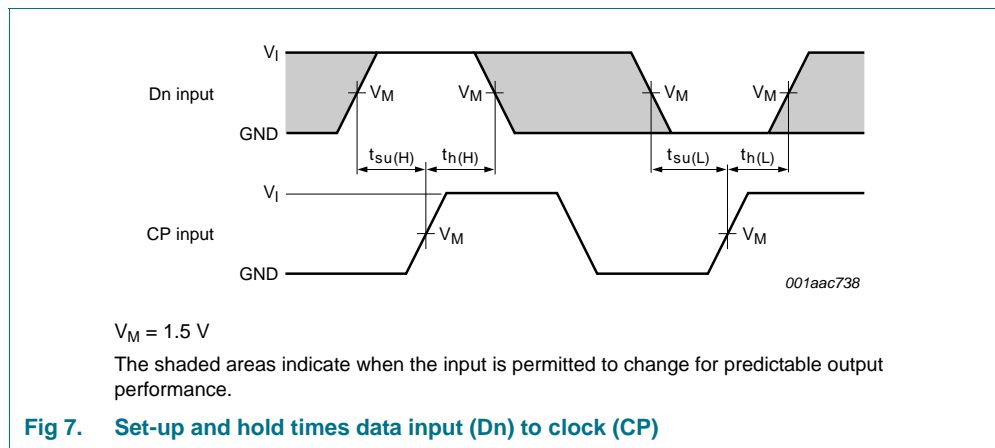 V_I
Dn input
V_M V_M V_M V_M
GND
t_su(H) t_h(H) t_su(L) t_h(L)
V_I
CP input
V_M V_M
GND
001aac738
V_M = 1.5 V
The shaded areas indicate when the input is permitted to change for predictable output
performance.
Fig 7. Set-up and hold times data input (Dn) to clock (CP)